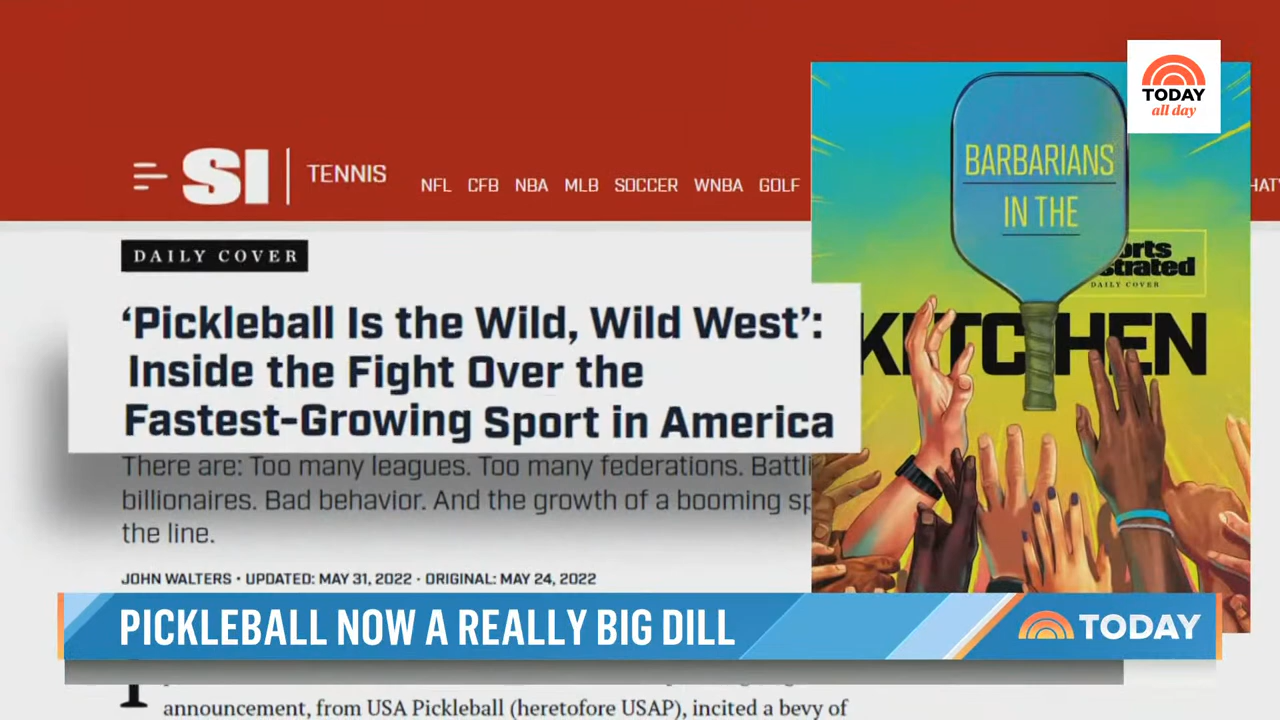 TODAY
all day
SI
TENNIS
NFL CFB NBA MLB SOCCER WNBA GOLF
DAILY COVER
‘Pickleball Is the Wild, Wild West’:
Inside the Fight Over the
Fastest-Growing Sport in America
There are: Too many leagues. Too many federations.
billionaires. Bad behavior. And the growth of a booming
the line.
JOHN WALTERS • UPDATED: MAY 31, 2022 • ORIGINAL: MAY 24, 2022
BARBARIANS
IN THE
KITCHEN
DAILY COVER
PICKLEBALL NOW A REALLY BIG DILL
TODAY
announcement, from USA Pickleball (heretofore USAP), incited a bevy of